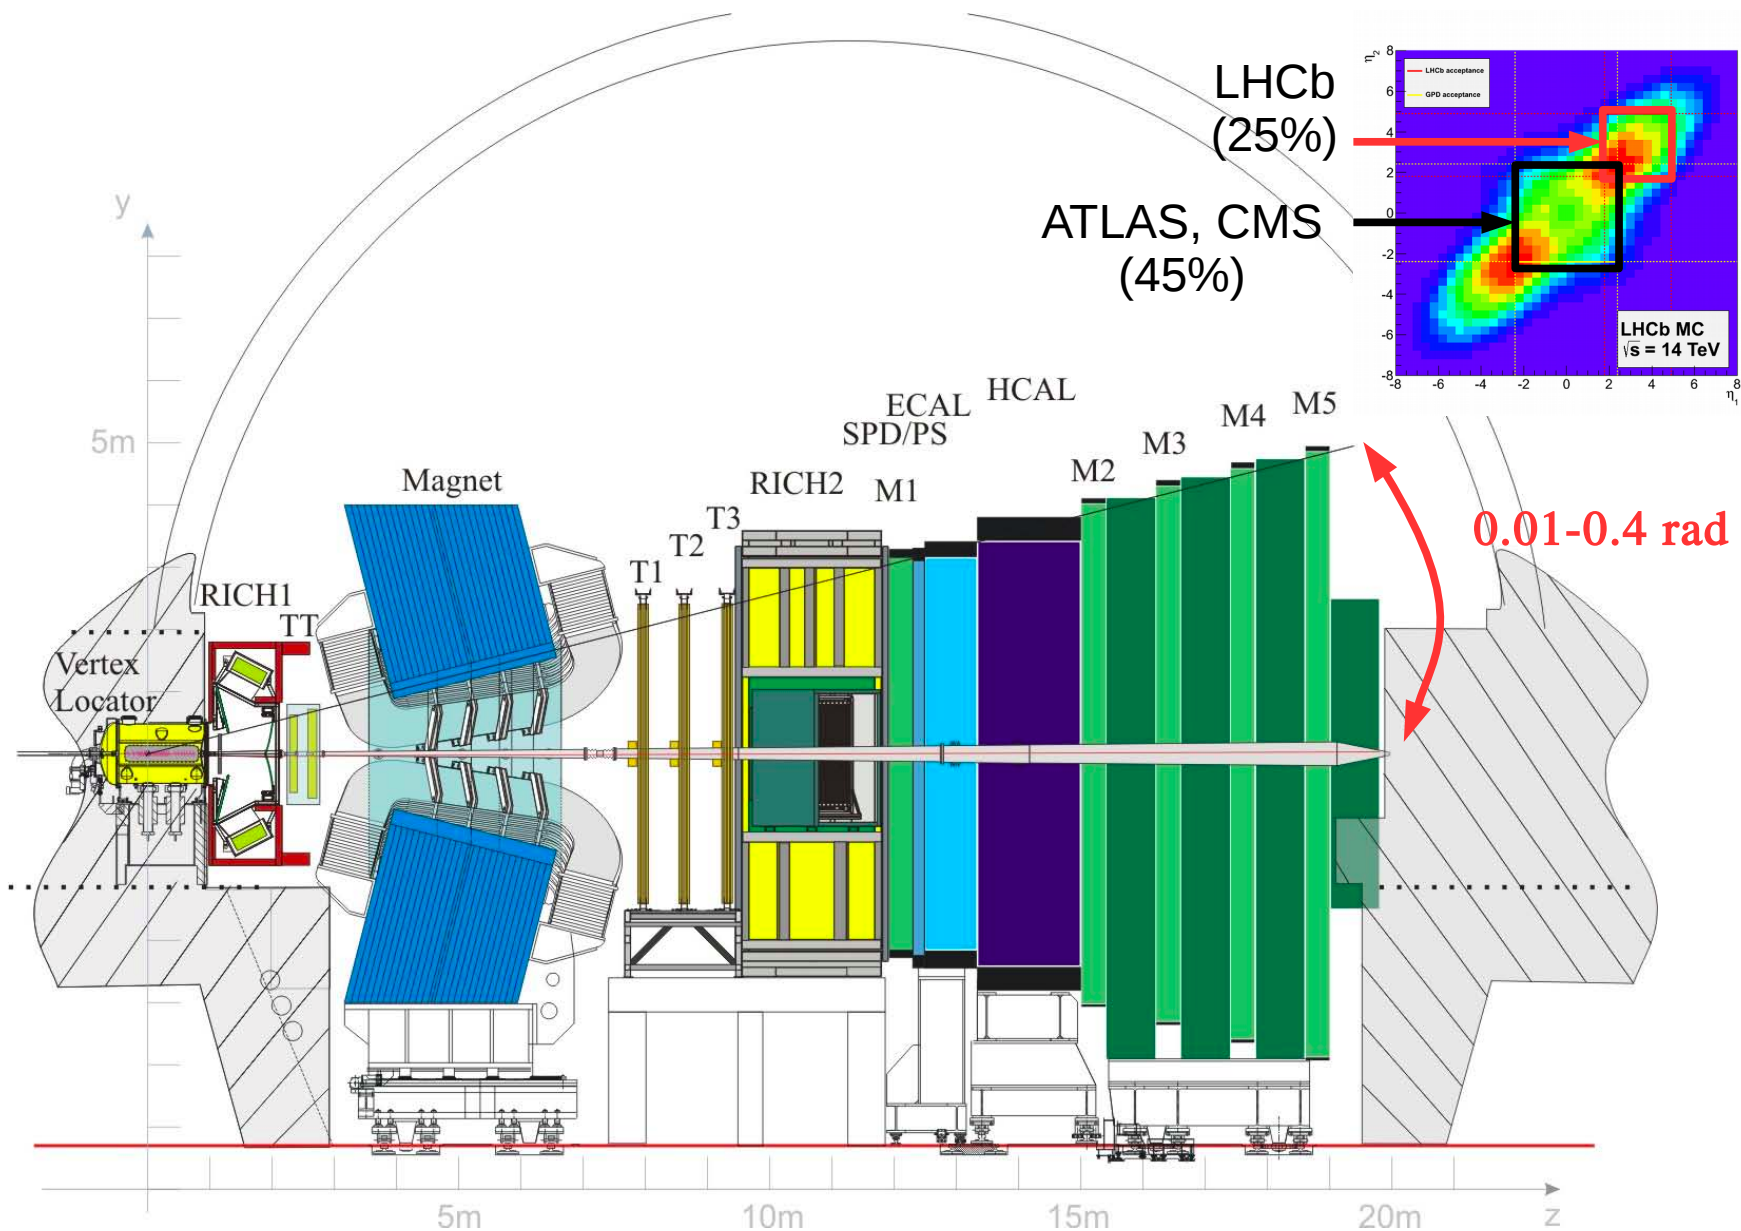 LHCb
(25%)
ATLAS, CMS
(45%)
η2
8
6
4
2
0
-2
-4
-6
-8
LHCb acceptance
GPD acceptance
LHCb MC
√s = 14 TeV
-8 -6 -4 -2 0 2 4 6 8
η1
y
5m
Magnet
RICH1
TT
Vertex
Locator
T1
T2
T3
RICH2
M1
SPD/PS
ECAL
HCAL
M2
M3
M4
M5
0.01-0.4 rad
5m 10m 15m 20m z